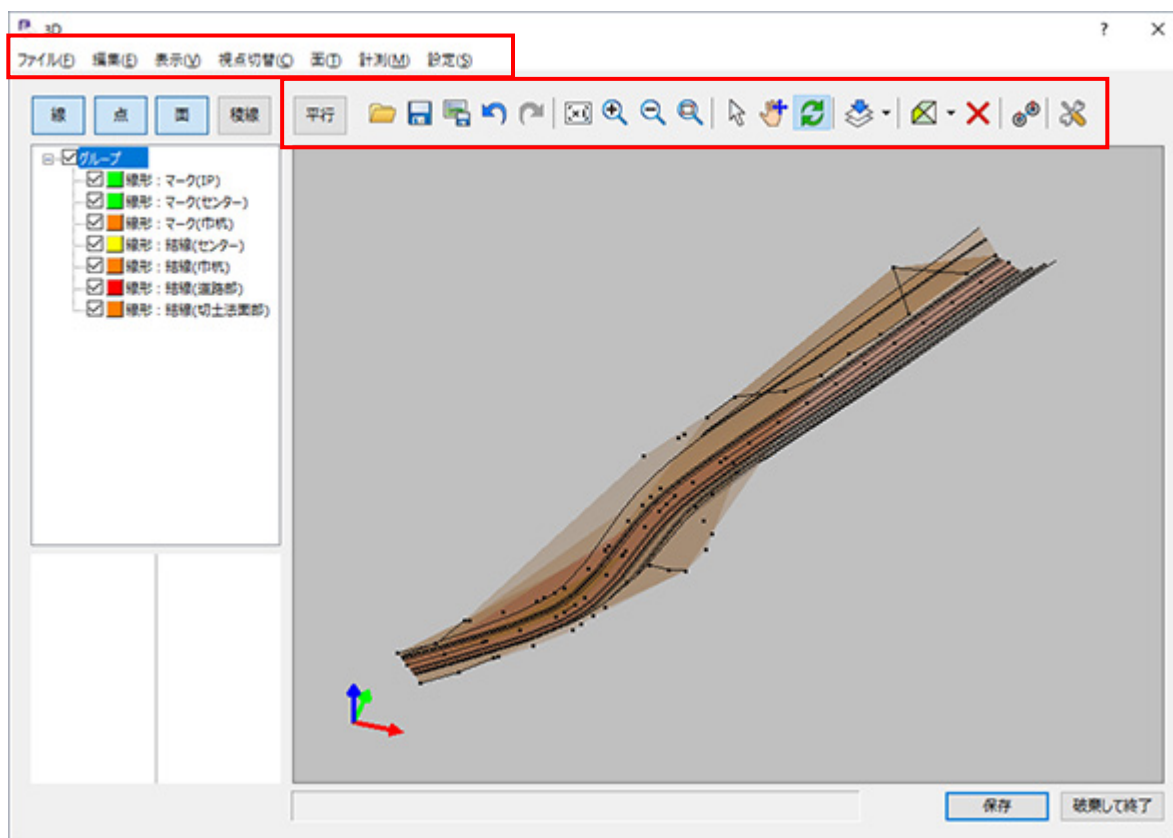 3D
?
ファイル(F) 編集(E) 表示(V) 視点切替(C) 面(T) 計測(M) 設定(S)
線 点 面 稜線 平行
グループ
線形:マーク(IP)
線形:マーク(センター)
線形:マーク(巾杭)
線形:結線(センター)
線形:結線(巾杭)
線形:結線(道路部)
線形:結線(切土法面部)
保存 破棄して終了